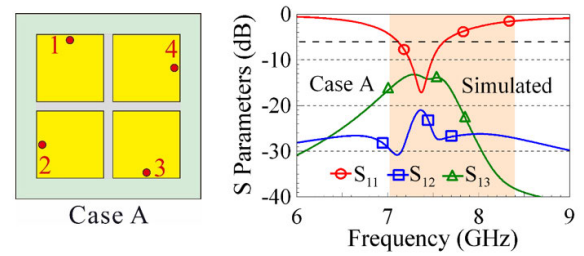 1
4
2
3
Case A
S Parameters (dB)
0
-10
-20
-30
-40
Case A
Simulated
S11
S12
S13
6
7
8
9
Frequency (GHz)